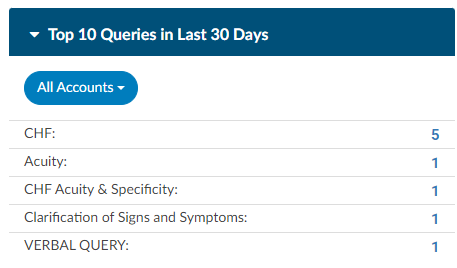 Top 10 Queries in Last 30 Days
All Accounts
CHF: 5
Acuity: 1
CHF Acuity & Specificity: 1
Clarification of Signs and Symptoms: 1
VERBAL QUERY: 1